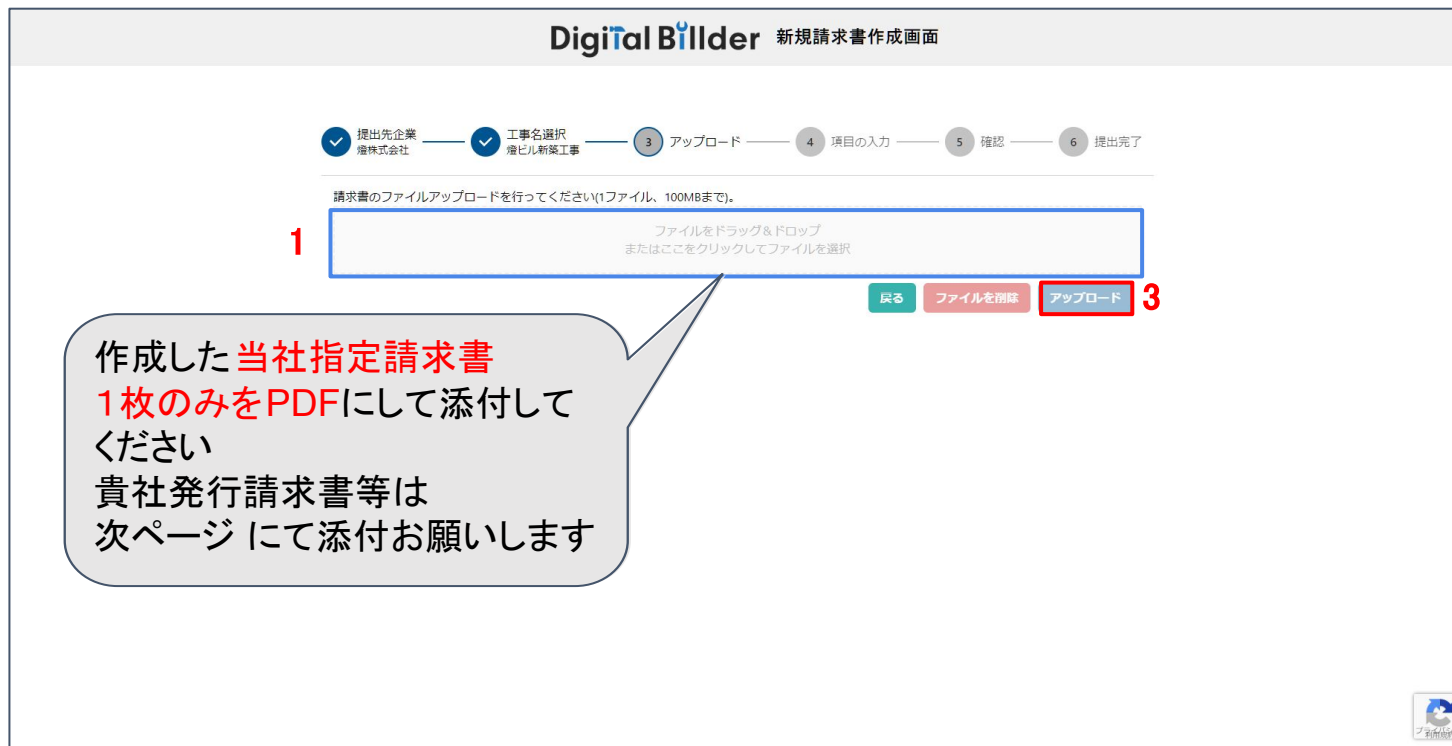 Digital Billder 新規請求書作成画面
提出先企業
燈株式会社
工事名選択
燈ビル新築工事
3 アップロード
4 項目の入力
5 確認
6 提出完了
請求書のファイルアップロードを行ってください(1ファイル、100MBまで)。
1
ファイルをドラッグ&ドロップ
またはここをクリックしてファイルを選択
戻る
ファイルを削除
アップロード
3
作成した当社指定請求書
１枚のみをPDFにして添付して
ください
貴社発行請求書等は
次ページ にて添付お願いします